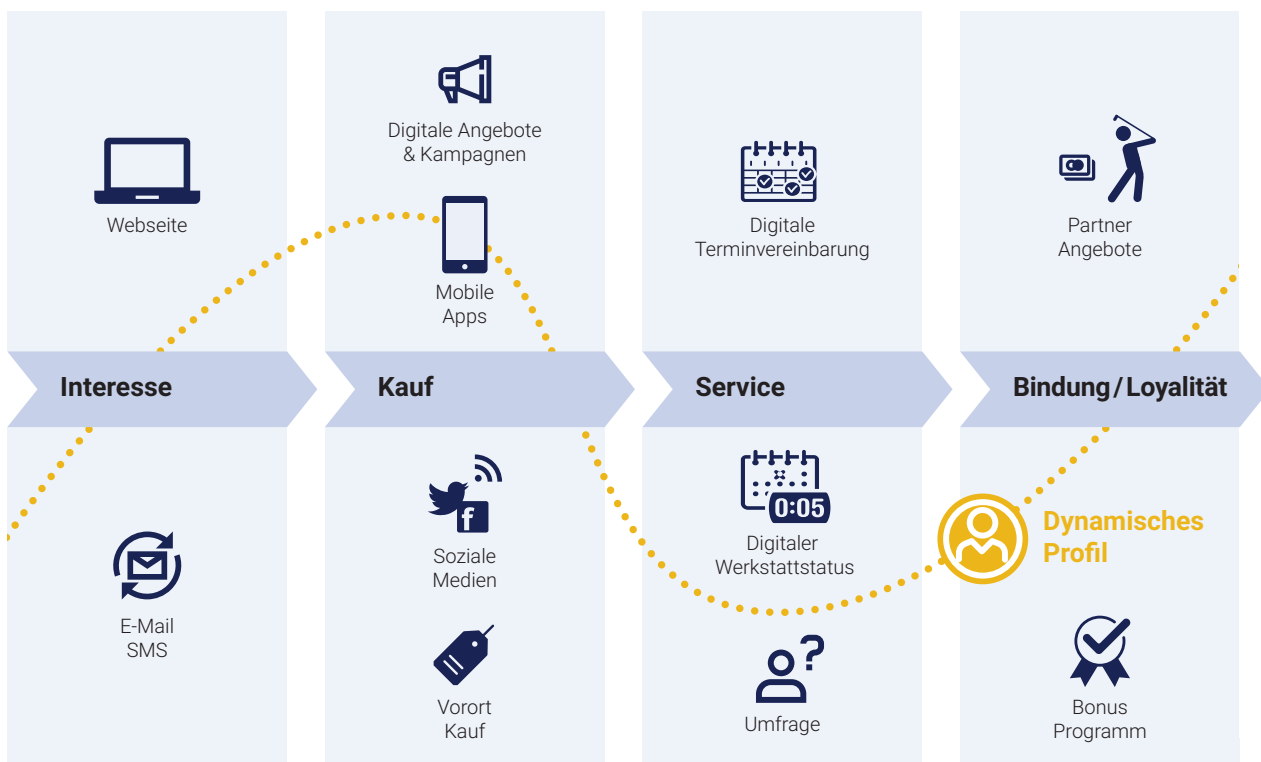 Webseite
Digitale Angebote
& Kampagnen
Mobile
Apps
Digitale
Terminvereinbarung
Partner
Angebote
Interesse
Kauf
Service
Bindung/Loyalität
E-Mail
SMS
f
Soziale
Medien
Vorort
Kauf
0:05
Digitaler
Werkstattstatus
?
Umfrage
Dynamisches
Profil
Bonus
Programm